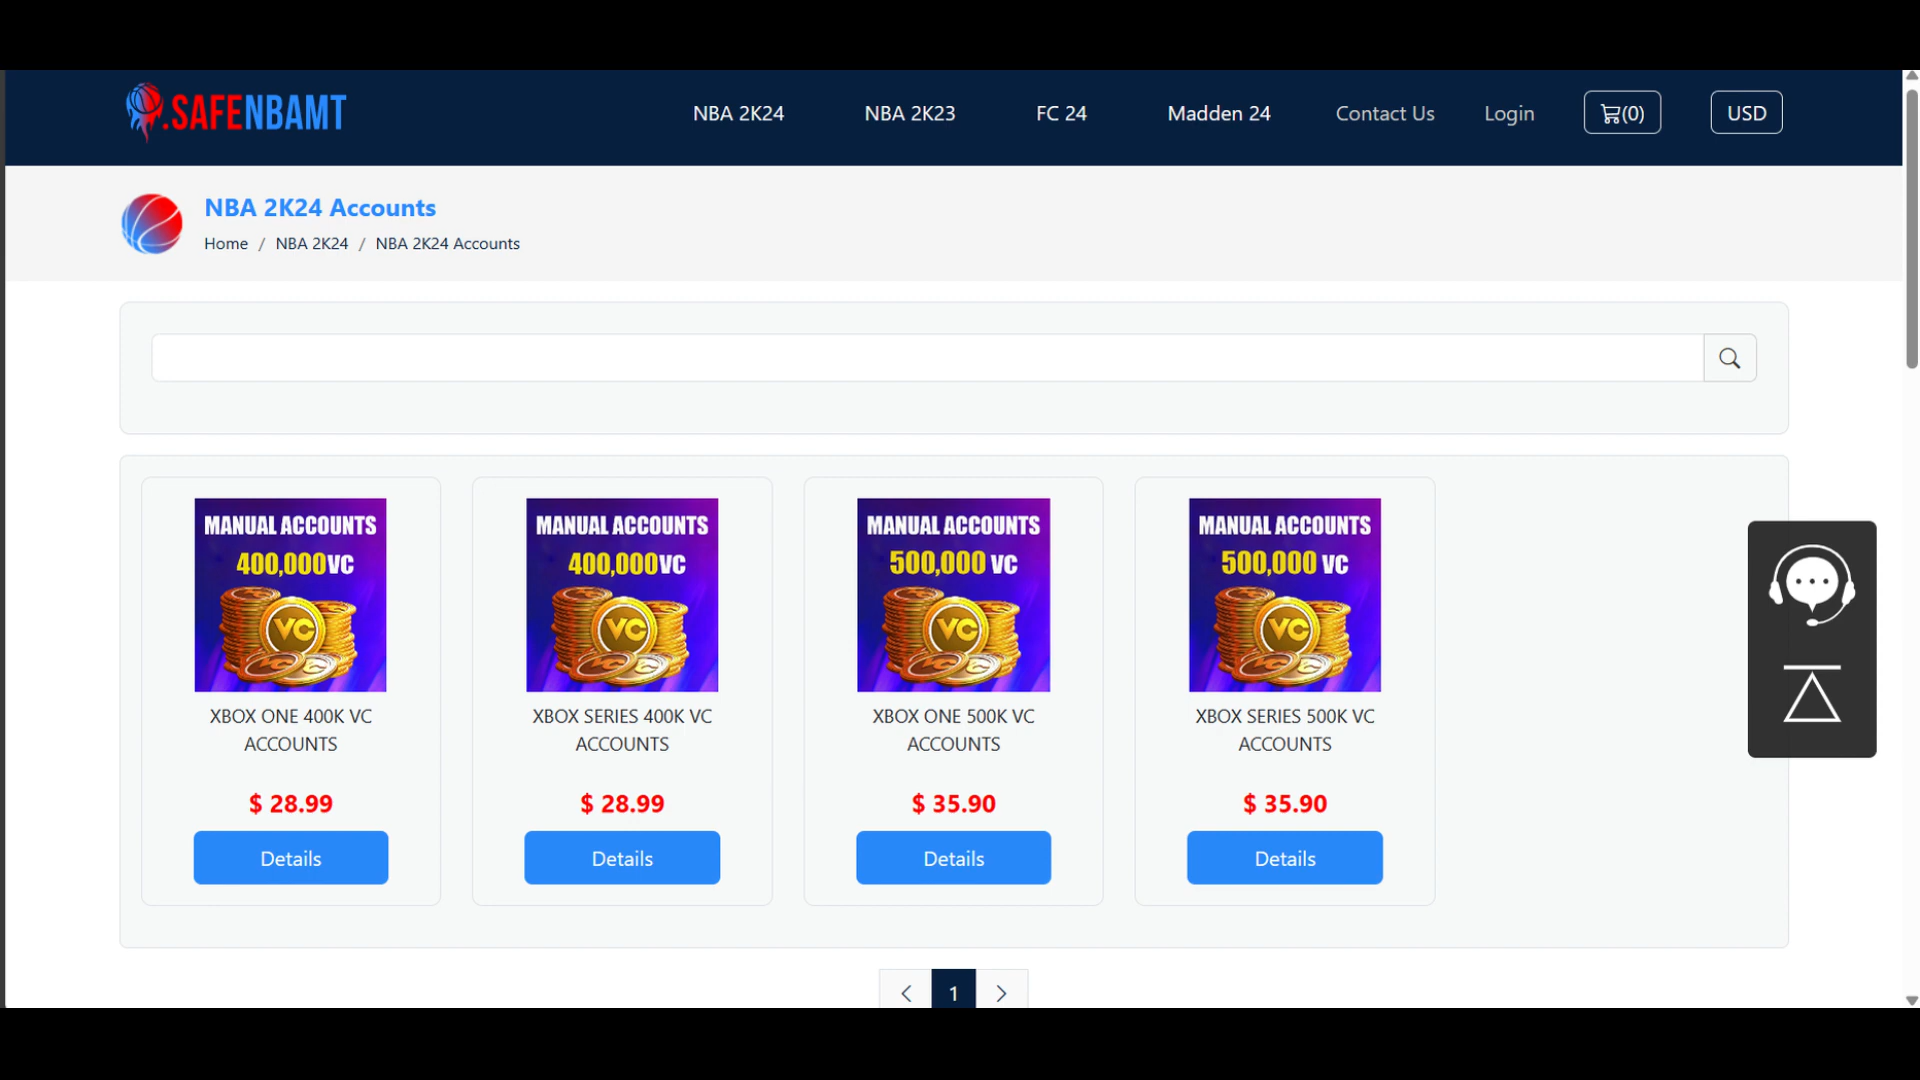 .SAFENBAMT
NBA 2K24 NBA 2K23 FC 24 Madden 24 Contact Us Login (0) USD
NBA 2K24 Accounts
Home / NBA 2K24 / NBA 2K24 Accounts
MANUAL ACCOUNTS
400,000VC
VC
XBOX ONE 400K VC
ACCOUNTS
$ 28.99
Details
MANUAL ACCOUNTS
400,000VC
VC
XBOX SERIES 400K VC
ACCOUNTS
$ 28.99
Details
MANUAL ACCOUNTS
500,000 VC
VC
XBOX ONE 500K VC
ACCOUNTS
$ 35.90
Details
MANUAL ACCOUNTS
500,000 VC
VC
XBOX SERIES 500K VC
ACCOUNTS
$ 35.90
Details
1